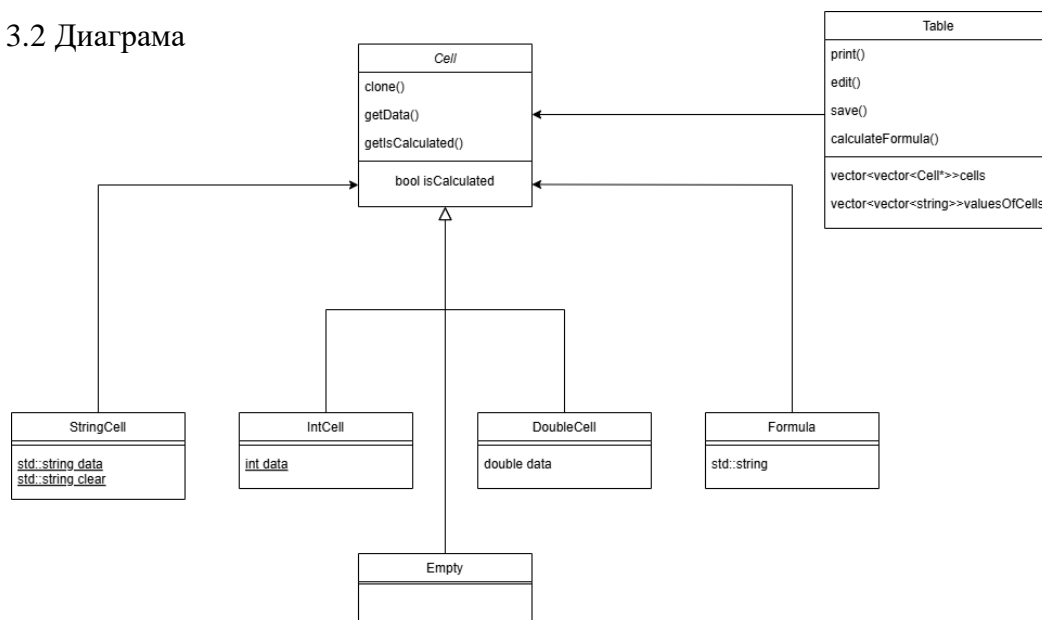 3.2 Диаграма
Cell
clone()
getData()
getIsCalculated()
bool isCalculated
Table
print()
edit()
save()
calculateFormula()
vector<vector<Cell*>>cells
vector<vector<string>>valuesOfCells
StringCell
std::string data
std::string clear
IntCell
int data
DoubleCell
double data
Formula
std::string
Empty